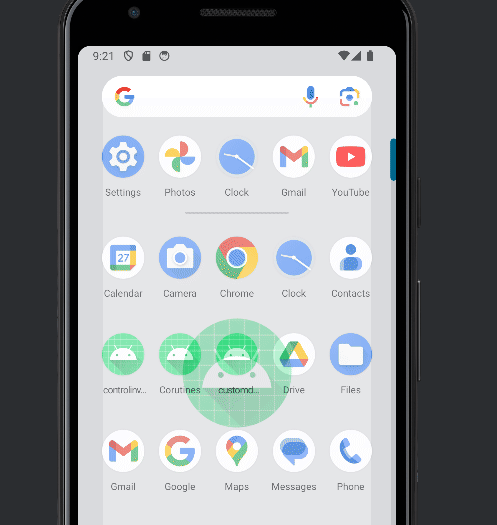 9:21
Settings Photos Clock Gmail YouTube
27
Calendar Camera Chrome Clock Contacts
controlinv... Corutines customd... Drive Files
Gmail Google Maps Messages Phone